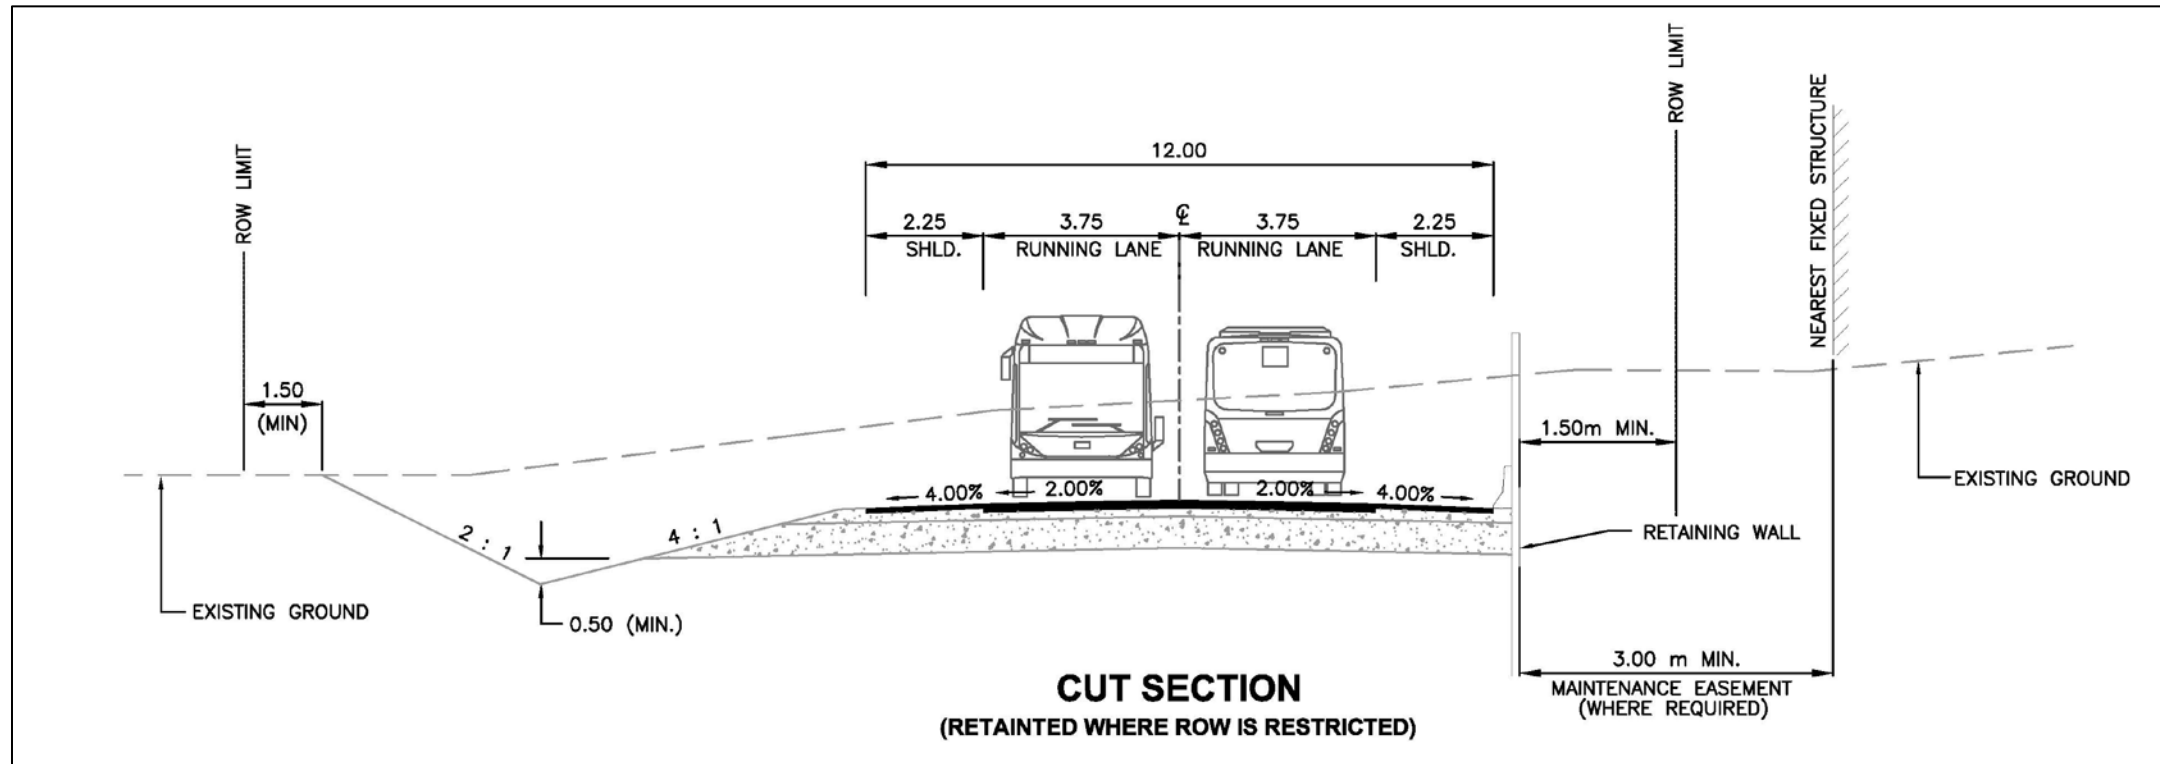 ROW LIMIT
NEAREST FIXED STRUCTURE
ROW LIMIT
12.00
℄
2.25
3.75
3.75
2.25
SHLD.
RUNNING LANE
RUNNING LANE
SHLD.
1.50
(MIN)
1.50m MIN.
EXISTING GROUND
4.00%
2.00%
2.00%
4.00%
2 : 1
4 : 1
RETAINING WALL
EXISTING GROUND
0.50 (MIN.)
3.00 m MIN.
MAINTENANCE EASEMENT
(WHERE REQUIRED)
CUT SECTION
(RETAINTED WHERE ROW IS RESTRICTED)